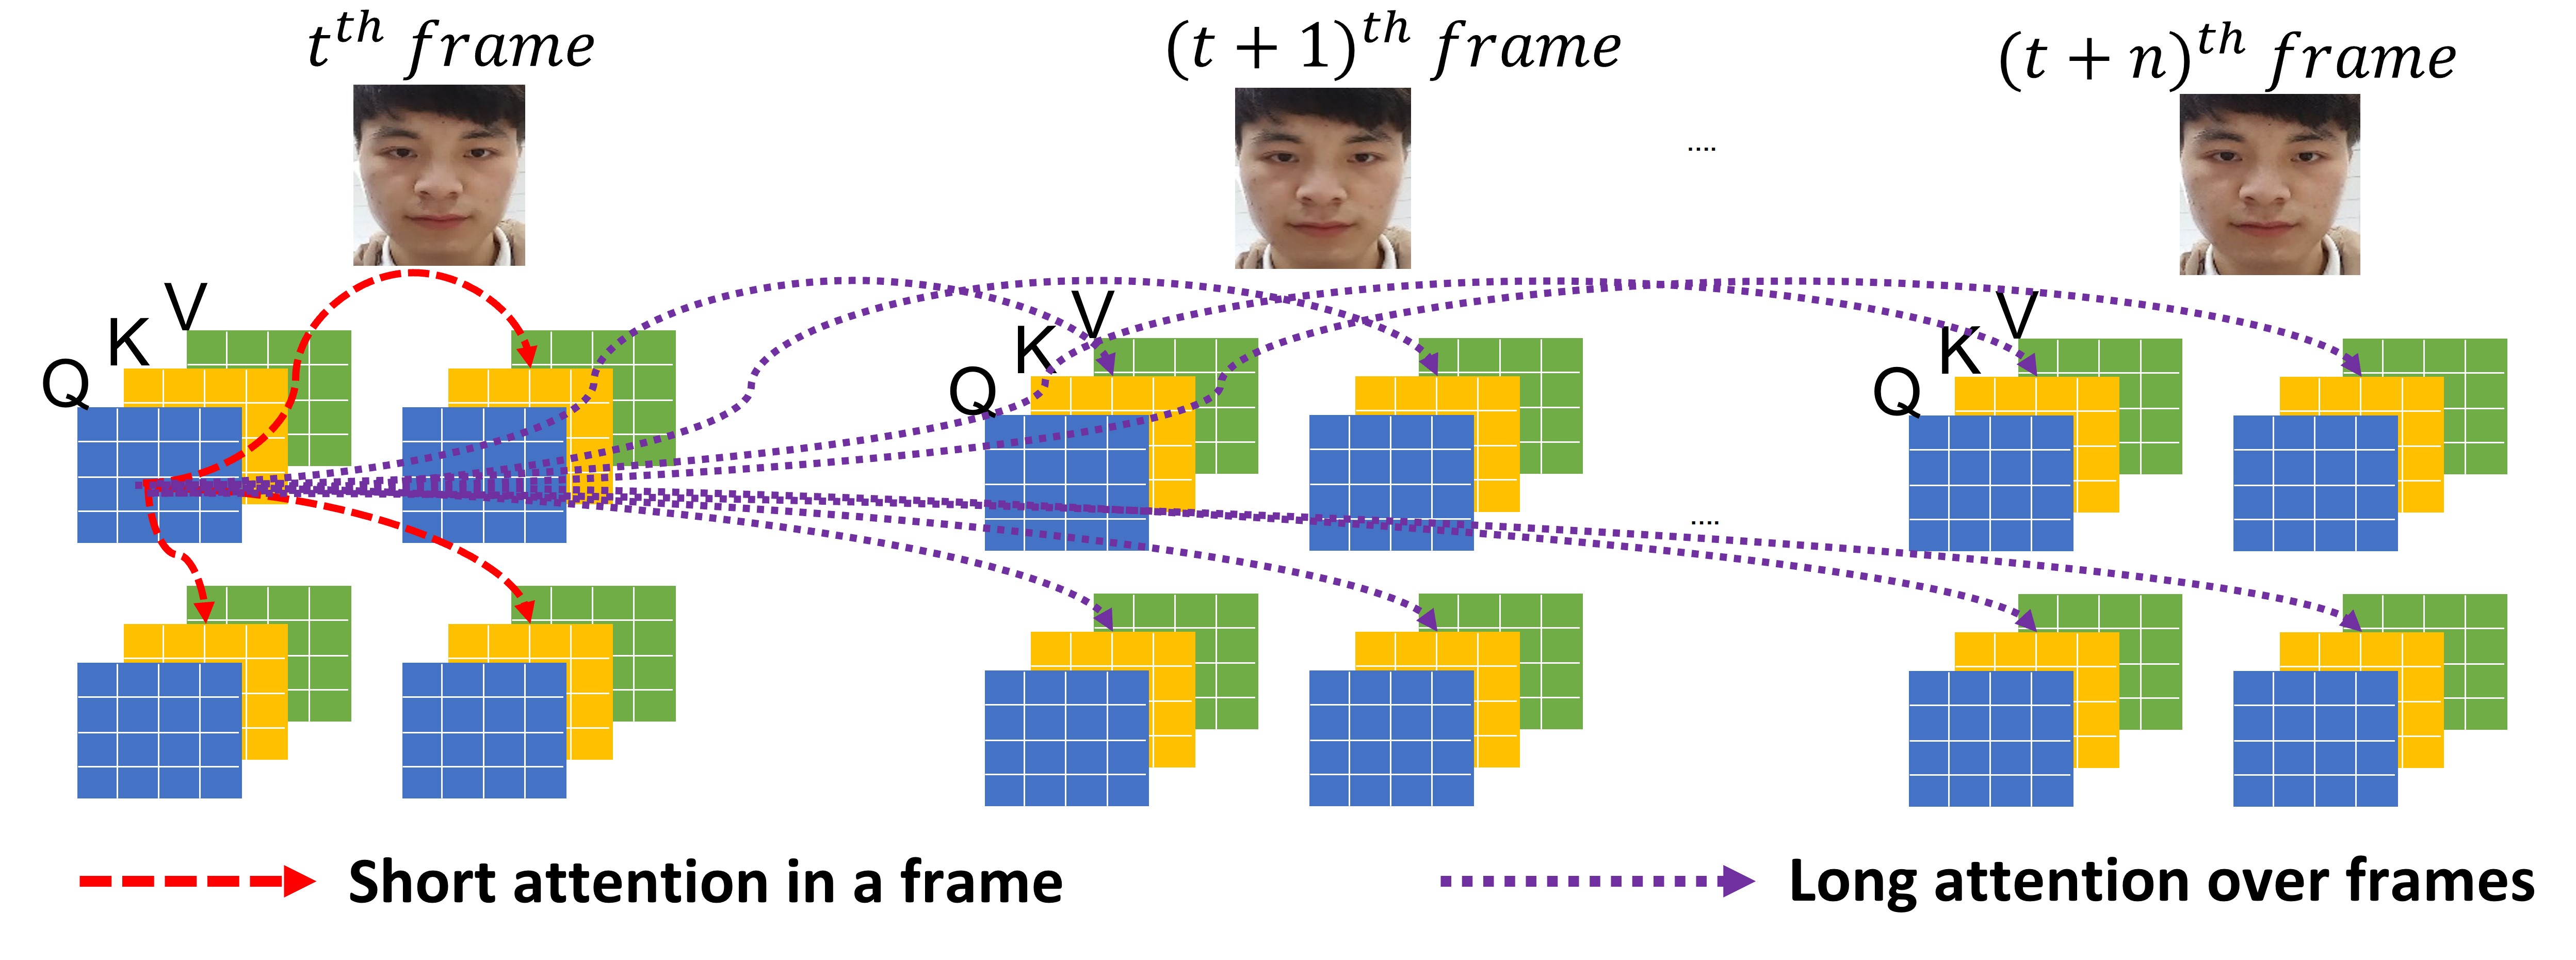 t^{th} frame
(t + 1)^{th} frame
(t + n)^{th} frame
....
V
K
Q
V
K
Q
V
K
Q
....
Short attention in a frame
Long attention over frames